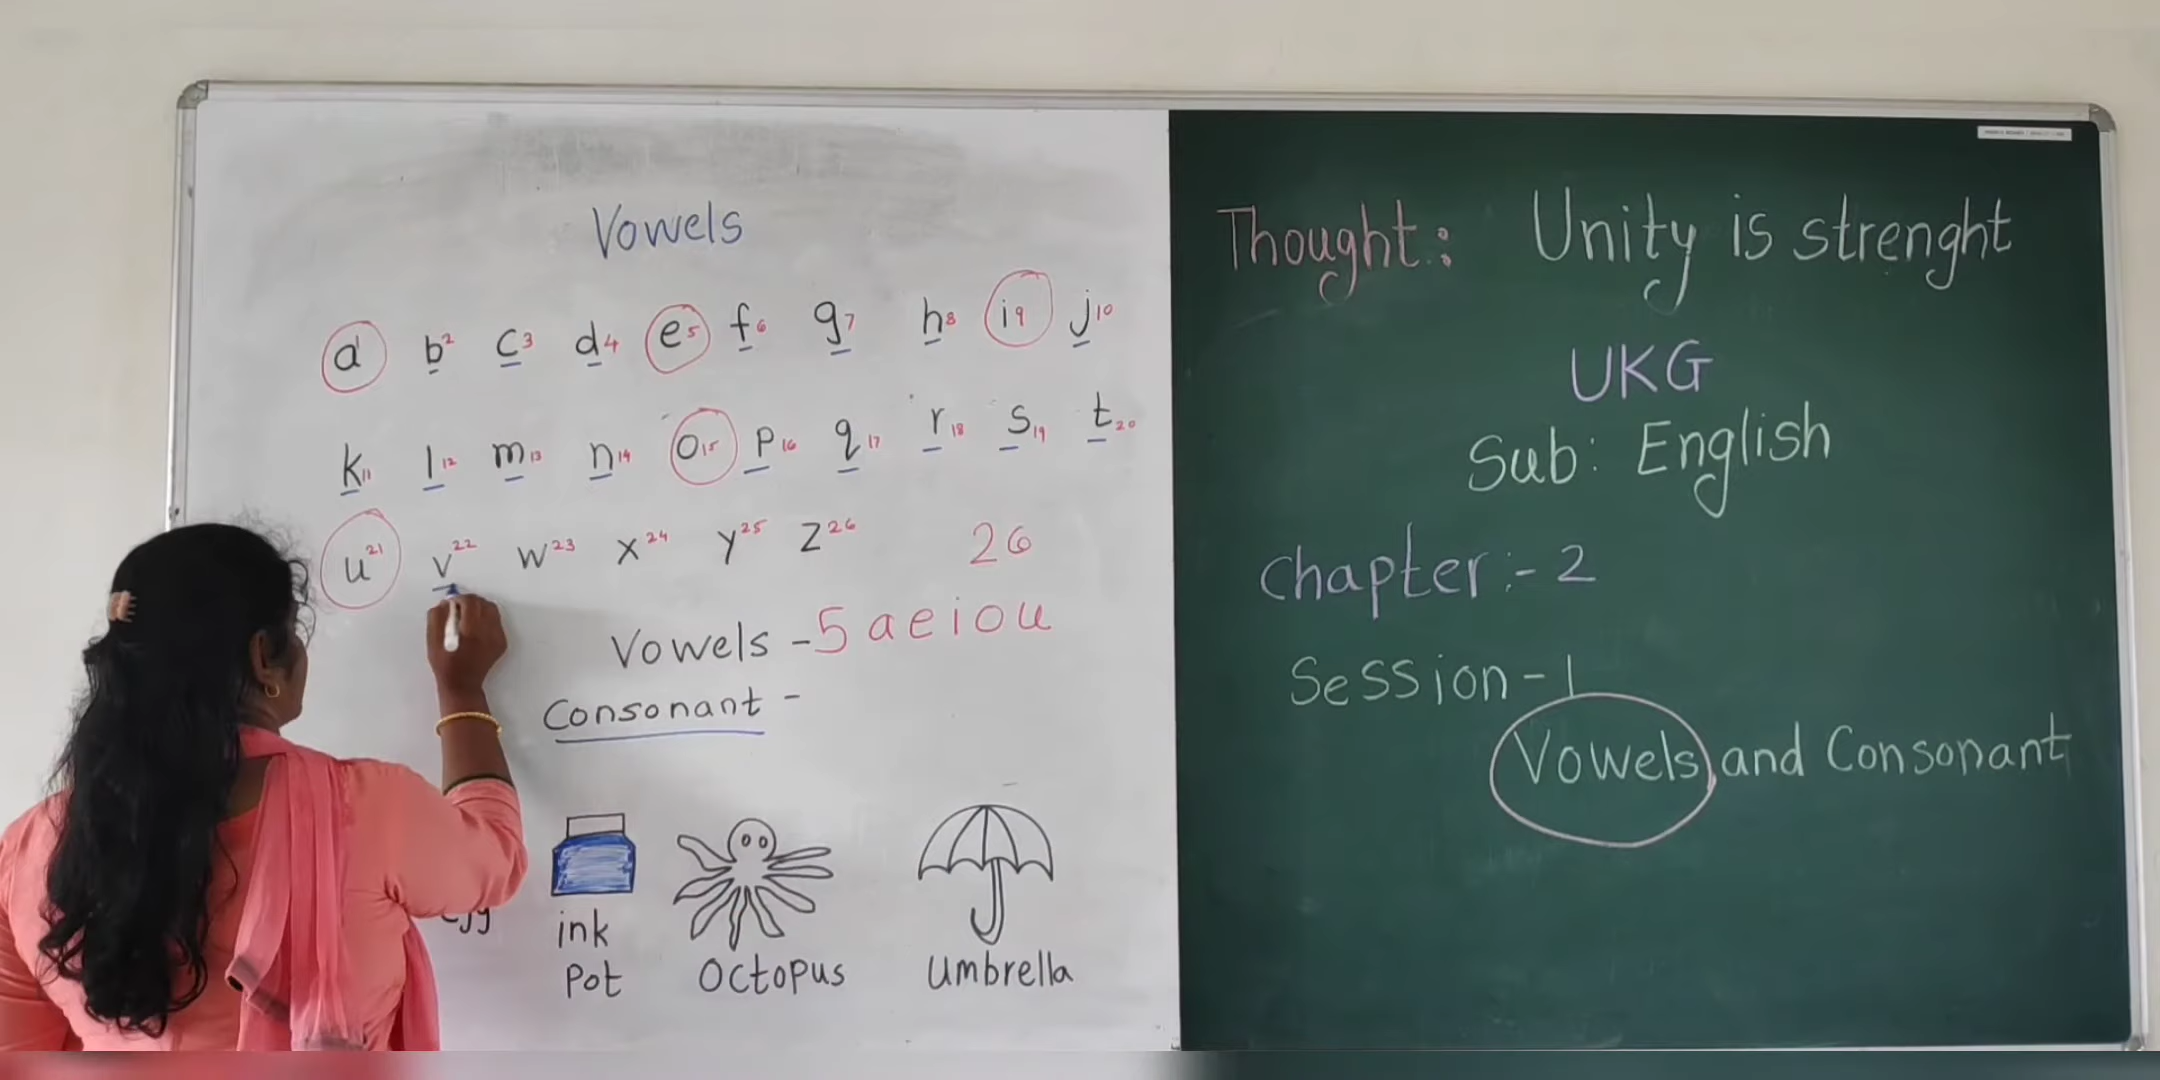 Vowels
a1 b2 c3 d4 e5 f6 g7 h8 i9 j10
k11 l12 m13 n14 o15 p16 q17 r18 s19 t20
u21 v22 w23 x24 y25 z26 26
Vowels - 5 a e i o u
Consonant -
ink
Pot
Octopus
Umbrella
Thought: Unity is strenght
UKG
Sub: English
Chapter:- 2
Session - 1
Vowels and Consonant